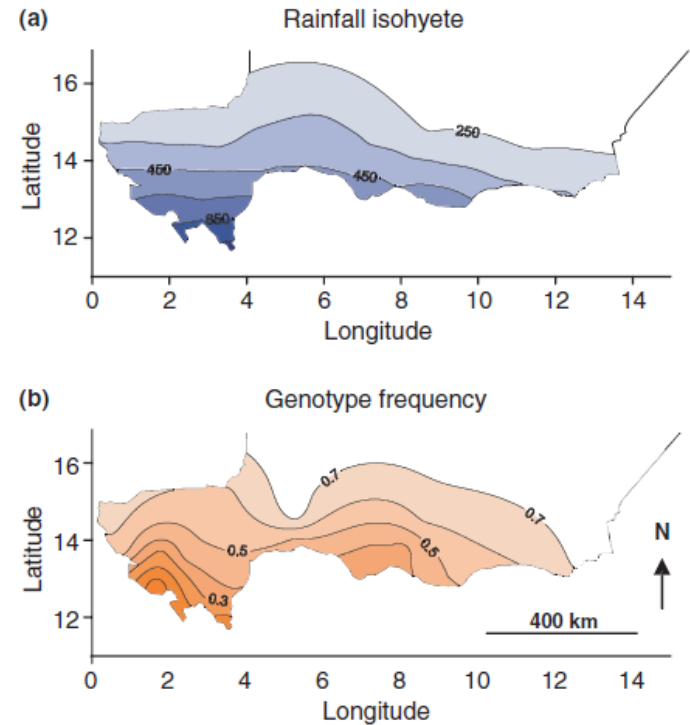 (a)
Rainfall isohyete
16
14
12
Latitude
250
450
450
850
0 2 4 6 8 10 12 14
Longitude
(b)
Genotype frequency
16
14
12
Latitude
0.7
0.7
0.5
0.5
0.3
N
400 km
0 2 4 6 8 10 12 14
Longitude